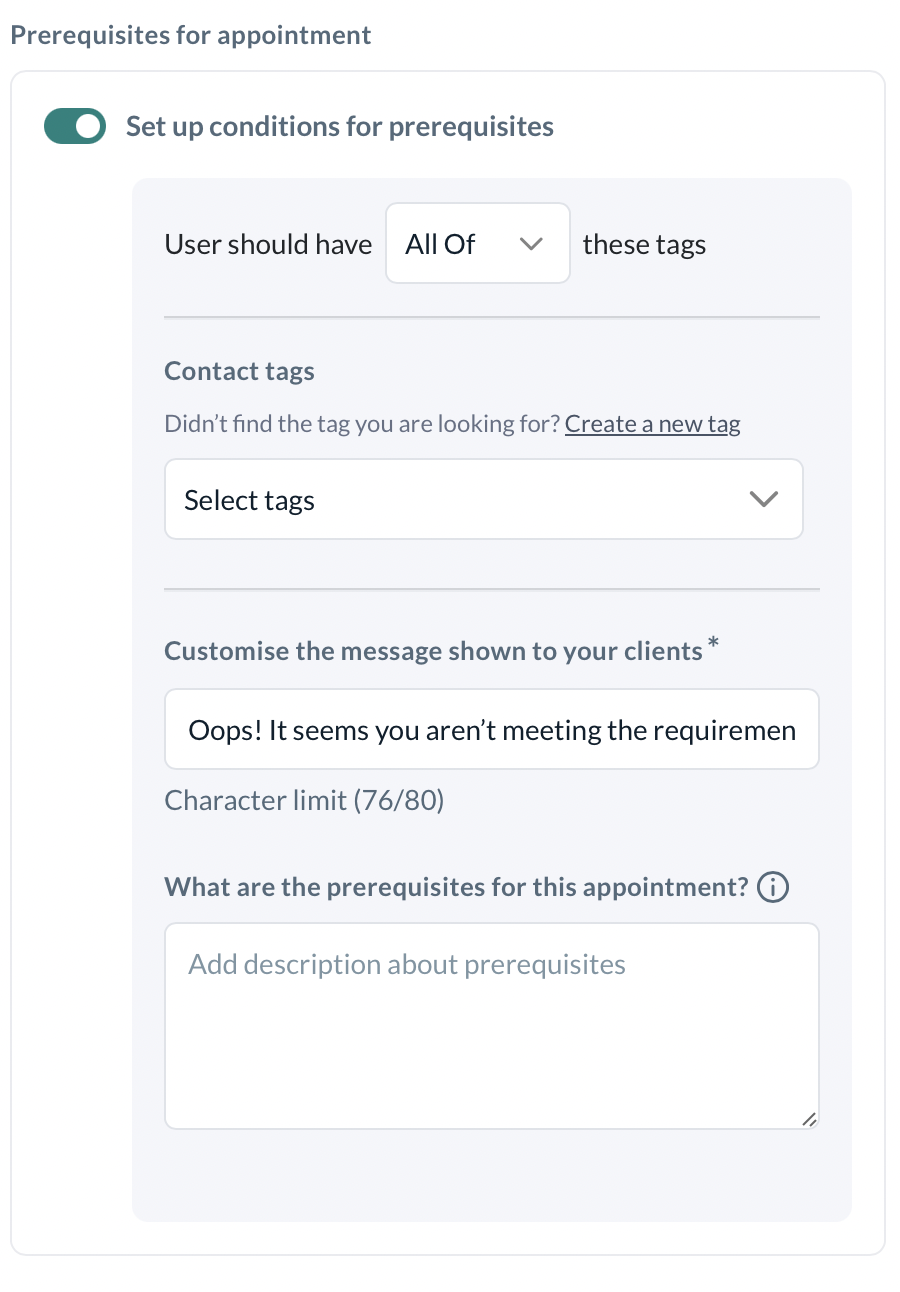 Prerequisites for appointment
Set up conditions for prerequisites
User should have All Of these tags
Contact tags
Didn’t find the tag you are looking for? Create a new tag
Select tags
Customise the message shown to your clients*
Oops! It seems you aren’t meeting the requiremen
Character limit (76/80)
What are the prerequisites for this appointment?
Add description about prerequisites